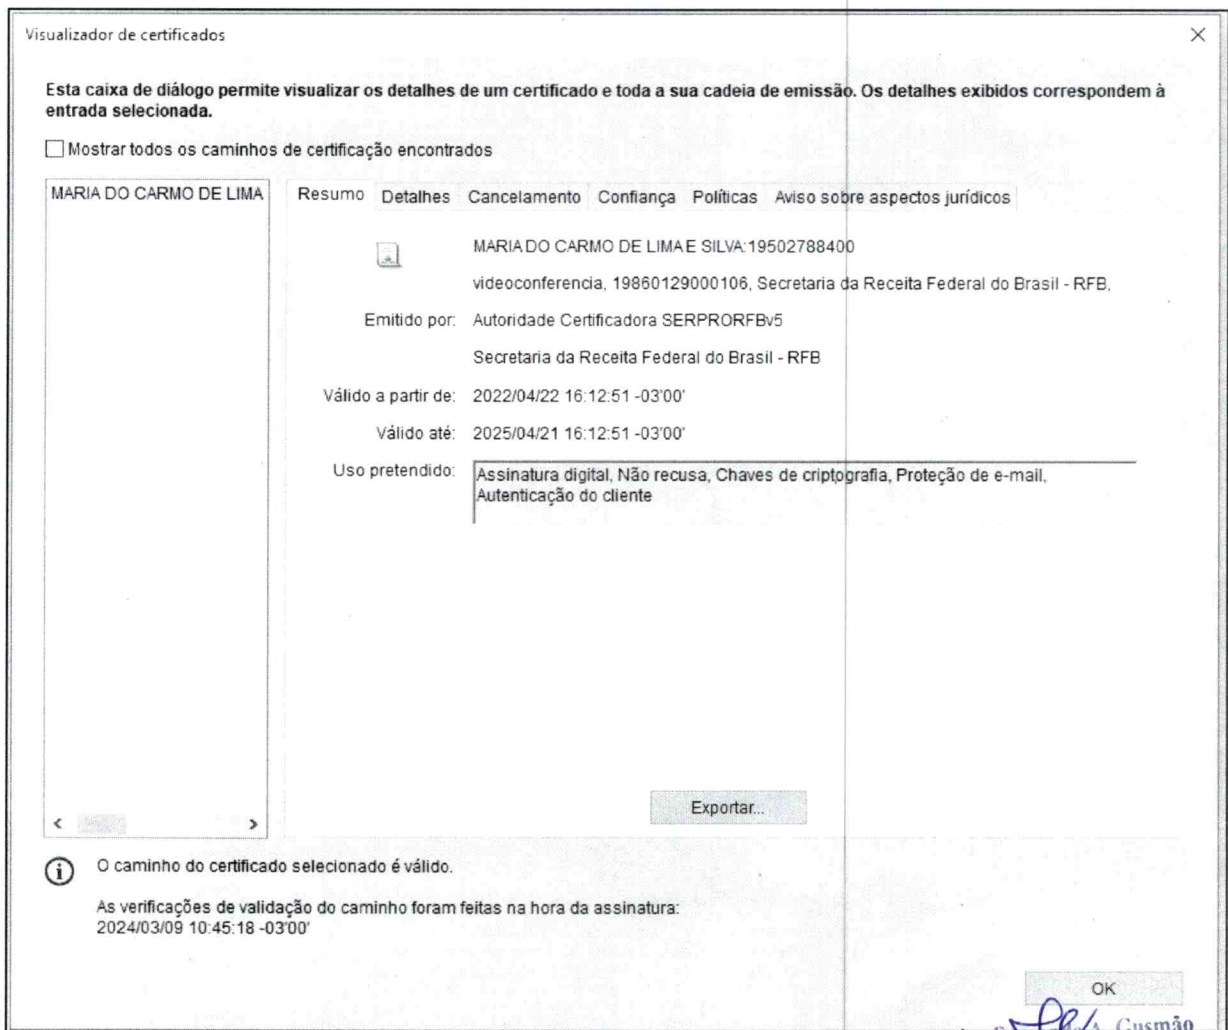 Visualizador de certificados
Esta caixa de diálogo permite visualizar os detalhes de um certificado e toda a sua cadeia de emissão. Os detalhes exibidos correspondem à
entrada selecionada.
Mostrar todos os caminhos de certificação encontrados
MARIA DO CARMO DE LIMA
Resumo Detalhes Cancelamento Confiança Políticas Aviso sobre aspectos jurídicos
MARIA DO CARMO DE LIMA E SILVA:19502788400
videoconferencia, 19860129000106, Secretaria da Receita Federal do Brasil - RFB,
Emitido por: Autoridade Certificadora SERPRORFBv5
Secretaria da Receita Federal do Brasil - RFB
Válido a partir de: 2022/04/22 16:12:51 -03'00'
Válido até: 2025/04/21 16:12:51 -03'00'
Uso pretendido: Assinatura digital, Não recusa, Chaves de criptografia, Proteção de e-mail,
Autenticação do cliente
Exportar...
O caminho do certificado selecionado é válido.
As verificações de validação do caminho foram feitas na hora da assinatura:
2024/03/09 10:45:18 -03'00'
OK
A. Gusmão